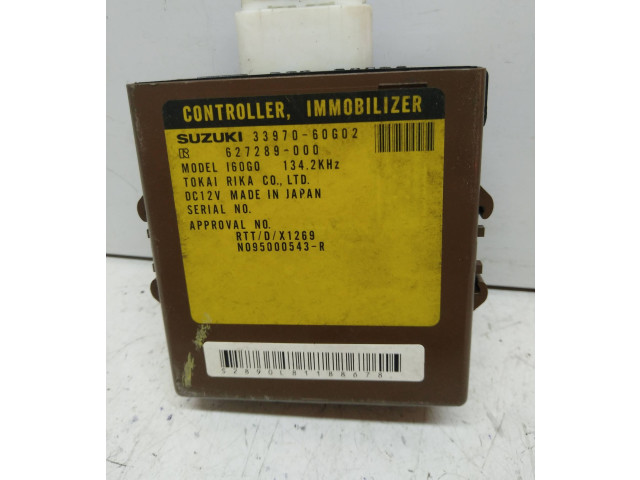 CONTROLLER, IMMOBILIZER
SUZUKI 33970-60G02
627289-000
MODEL I60G0 134.2KHz
TOKAI RIKA CO., LTD.
DC12V MADE IN JAPAN
SERIAL NO.
APPROVAL NO.
RTT/D/X1269
N095000543-R
S7890L81188678